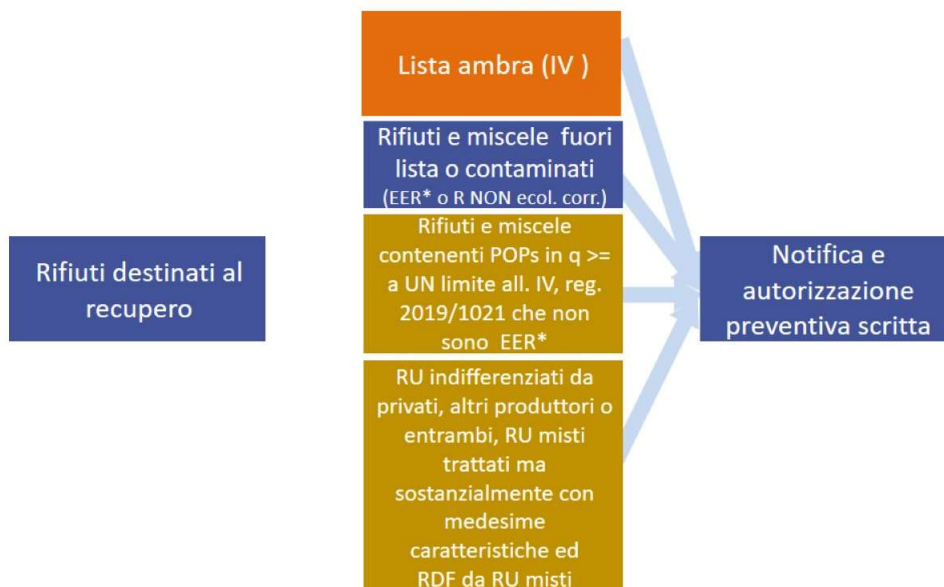 Lista ambra (IV )
Rifiuti e miscele  fuori
lista o contaminati
(EER* o R NON ecol. corr.)
Rifiuti e miscele
contenenti POPs in q >=
a UN limite all. IV, reg.
2019/1021 che non
sono  EER*
Rifiuti destinati al
recupero
Notifica e
autorizzazione
preventiva scritta
RU indifferenziati da
privati, altri produttori o
entrambi, RU misti
trattati ma
sostanzialmente con
medesime
caratteristiche ed
RDF da RU misti